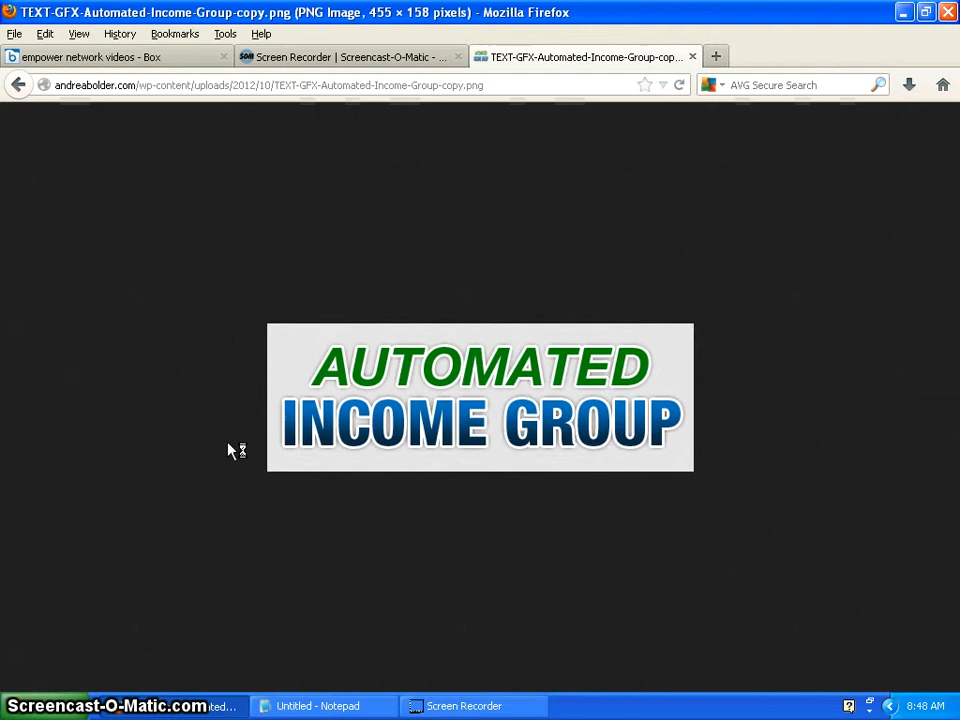 TEXT-GFX-Automated-Income-Group-copy.png (PNG Image, 455 × 158 pixels) - Mozilla Firefox
File Edit View History Bookmarks Tools Help
empower network videos - Box
Screen Recorder | Screencast-O-Matic - ...
TEXT-GFX-Automated-Income-Group-cop...
andreabolder.com/wp-content/uploads/2012/10/TEXT-GFX-Automated-Income-Group-copy.png
AVG Secure Search
AUTOMATED
INCOME GROUP
Screencast-O-Matic.com
ated...
Untitled - Notepad
Screen Recorder
8:48 AM